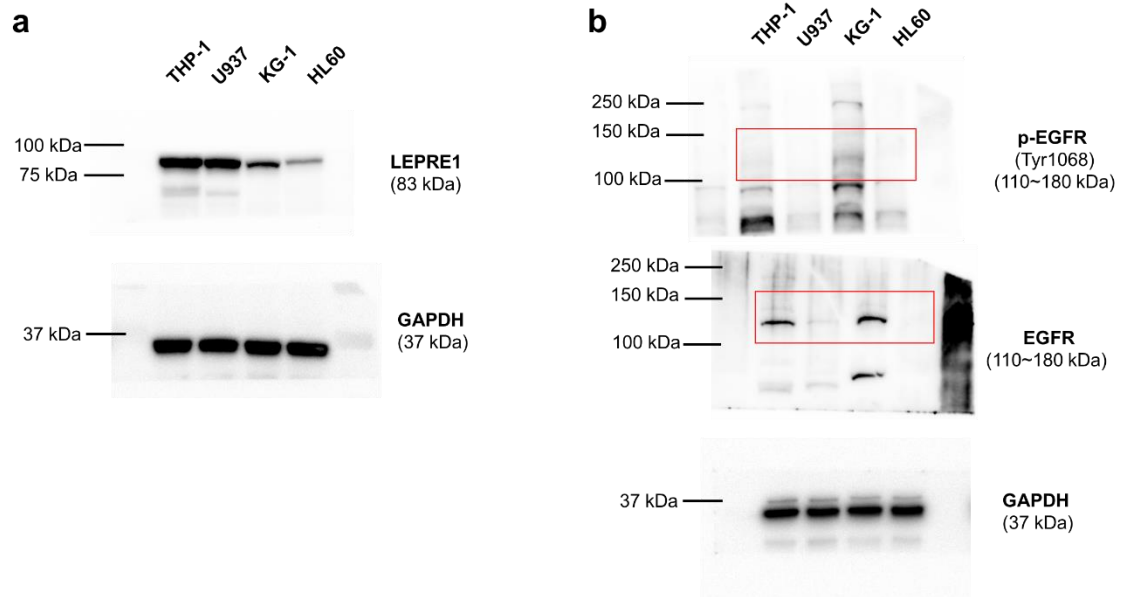 a
THP-1 U937 KG-1 HL60
100 kDa
75 kDa
LEPRE1
(83 kDa)
37 kDa
GAPDH
(37 kDa)
b
THP-1 U937 KG-1 HL60
250 kDa
150 kDa
100 kDa
p-EGFR
(Tyr1068)
(110~180 kDa)
250 kDa
150 kDa
100 kDa
EGFR
(110~180 kDa)
37 kDa
GAPDH
(37 kDa)